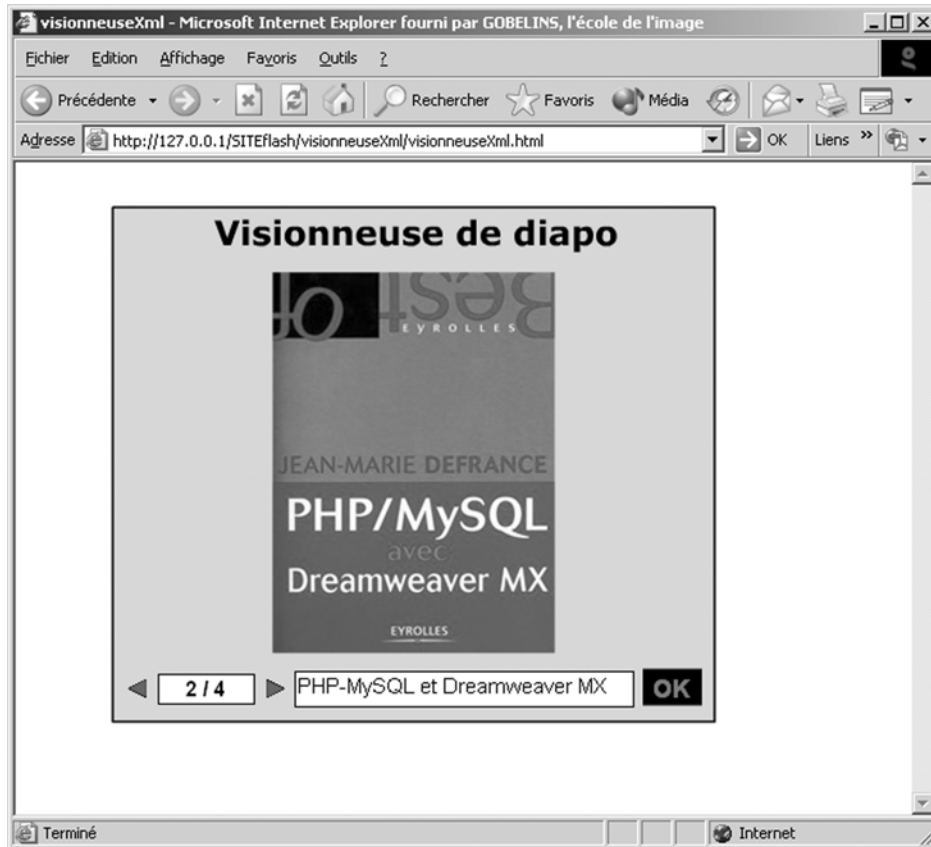 visionneuseXml - Microsoft Internet Explorer fourni par GOBELINS, l'école de l'image
Fichier Edition Affichage Favoris Outils ?
Précédente Rechercher Favoris Média
Adresse http://127.0.0.1/SITEflash/visionneuseXml/visionneuseXml.html OK Liens »
Visionneuse de diapo
Best
of
EYROLLES
JEAN-MARIE DEFRANCE
PHP/MySQL
avec
Dreamweaver MX
EYROLLES
2 / 4 PHP-MySQL et Dreamweaver MX OK
Terminé Internet